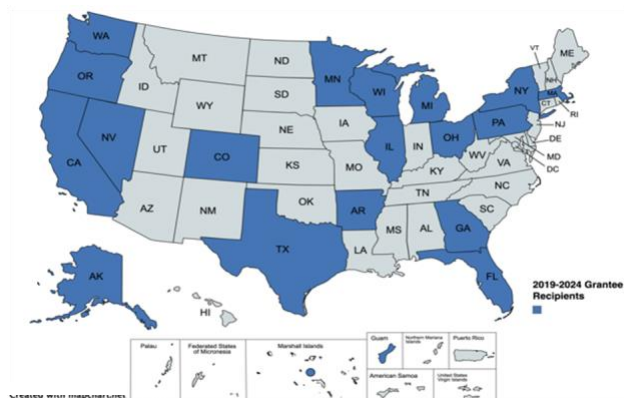 WA
MT
ND
MN
VT
ME
OR
ID
SD
WI
MI
NY
NH
MA
CT
RI
WY
IA
PA
NJ
NV
NE
IL
IN
OH
DE
UT
CO
WV
MD
CA
KS
MO
KY
VA
DC
AZ
NM
OK
AR
TN
NC
SC
TX
LA
MS
AL
GA
FL
AK
HI
2019-2024 Grantee
Recipients
Palau
Federated States
of Micronesia
Marshall Islands
Guam
Northern Mariana
Islands
Puerto Rico
American Samoa
United States
Virgin Islands